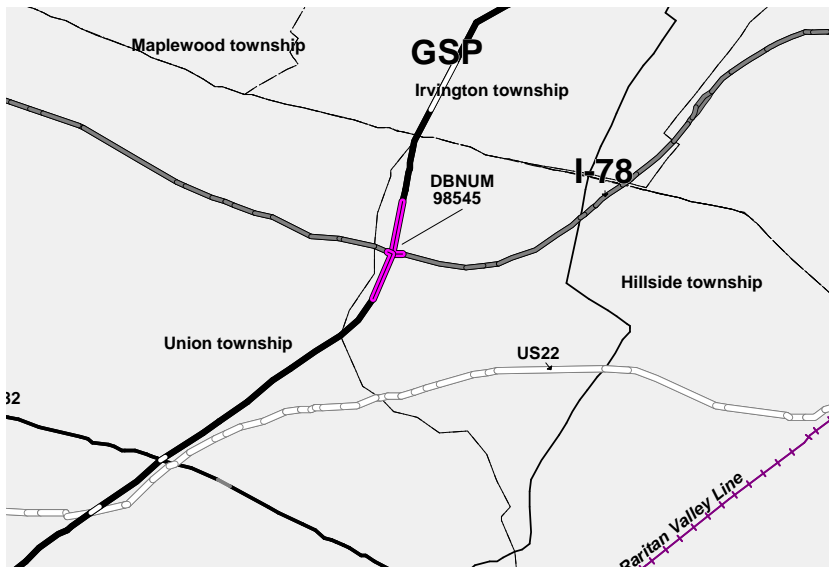 Maplewood township
GSP
Irvington township
I-78
DBNUM
98545
Hillside township
Union township
US22
Raritan Valley Line